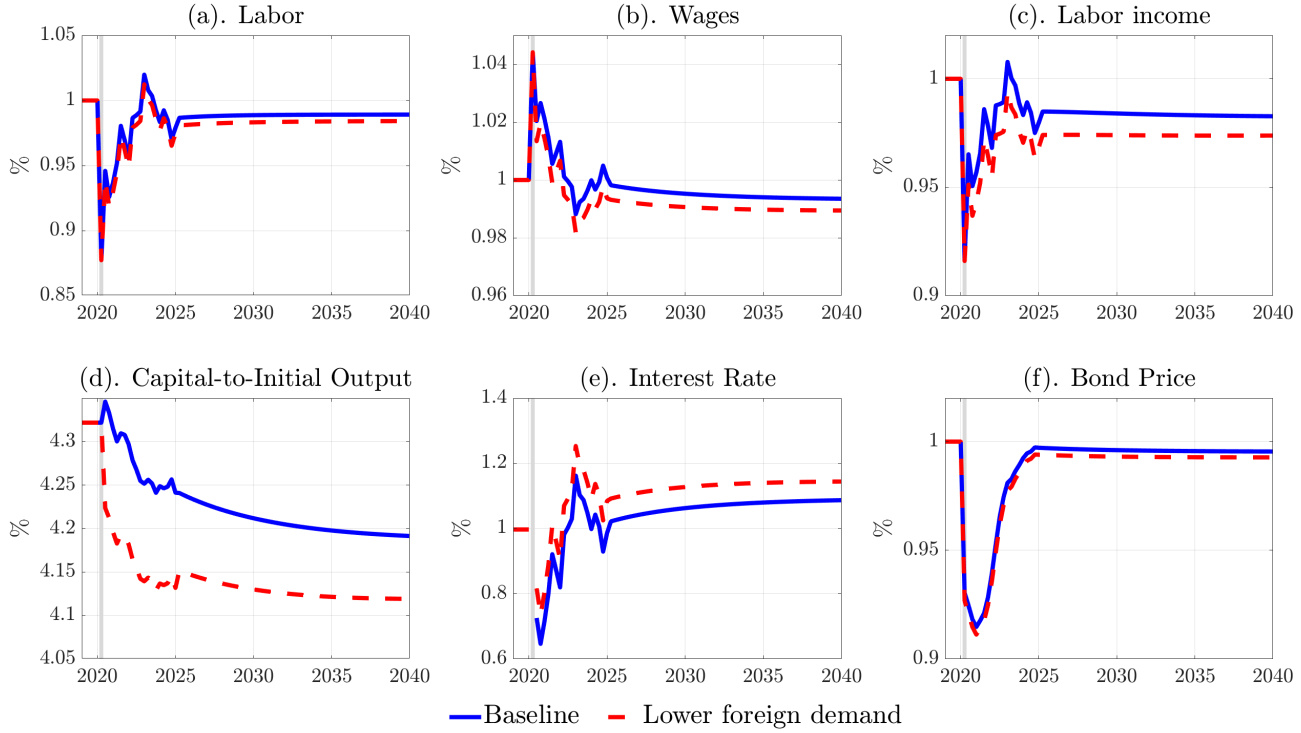 (a). Labor
1.05
1
0.95
0.9
0.85
%
2020 2025 2030 2035 2040
(b). Wages
1.04
1.02
1
0.98
0.96
%
2020 2025 2030 2035 2040
(c). Labor income
1
0.95
0.9
%
2020 2025 2030 2035 2040
(d). Capital-to-Initial Output
4.3
4.25
4.2
4.15
4.1
4.05
%
2020 2025 2030 2035 2040
(e). Interest Rate
1.4
1.2
1
0.8
0.6
%
2020 2025 2030 2035 2040
(f). Bond Price
1
0.95
0.9
%
2020 2025 2030 2035 2040
Baseline Lower foreign demand